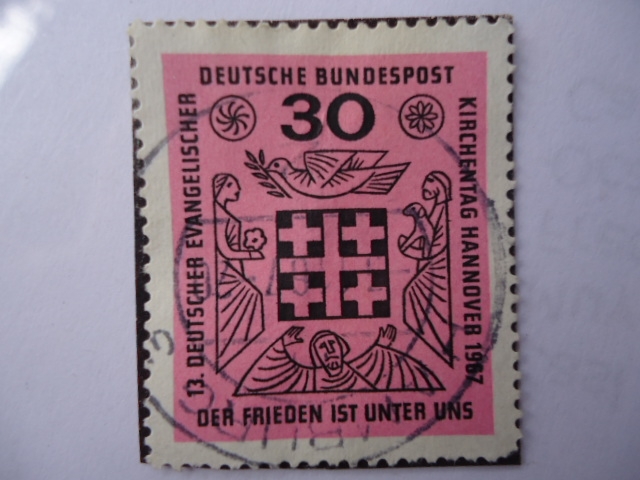 DEUTSCHE BUNDESPOST
30
13. DEUTSCHER EVANGELISCHER
KIRCHENTAG HANNOVER 1967
DER FRIEDEN IST UNTER UNS